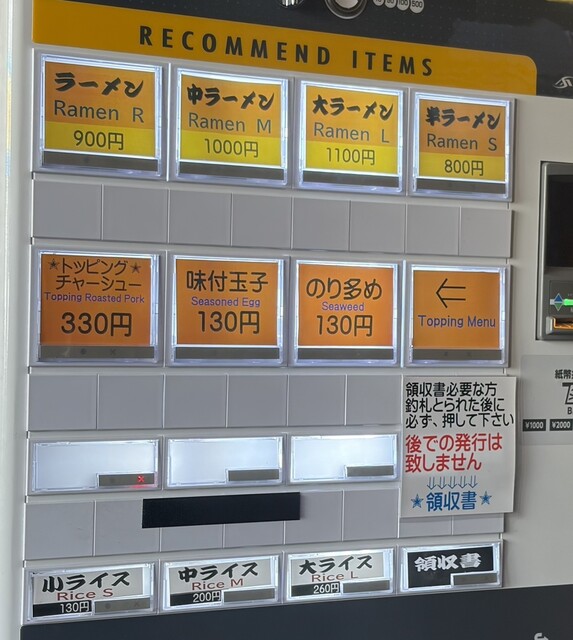 RECOMMEND ITEMS
ラーメン
Ramen R
900円
中ラーメン
Ramen M
1000円
大ラーメン
Ramen L
1100円
半ラーメン
Ramen S
800円
★トッピング★
チャーシュー
Topping Roasted Pork
330円
味付玉子
Seasoned Egg
130円
のり多め
Seaweed
130円
←
Topping Menu
領収書必要な方
釣札とられた後に
必ず、押して下さい
後での発行は
致しません
↓↓↓↓↓
★領収書★
小ライス
Rice S
130円
中ライス
Rice M
200円
大ライス
Rice L
260円
領収書
¥1000
¥2000